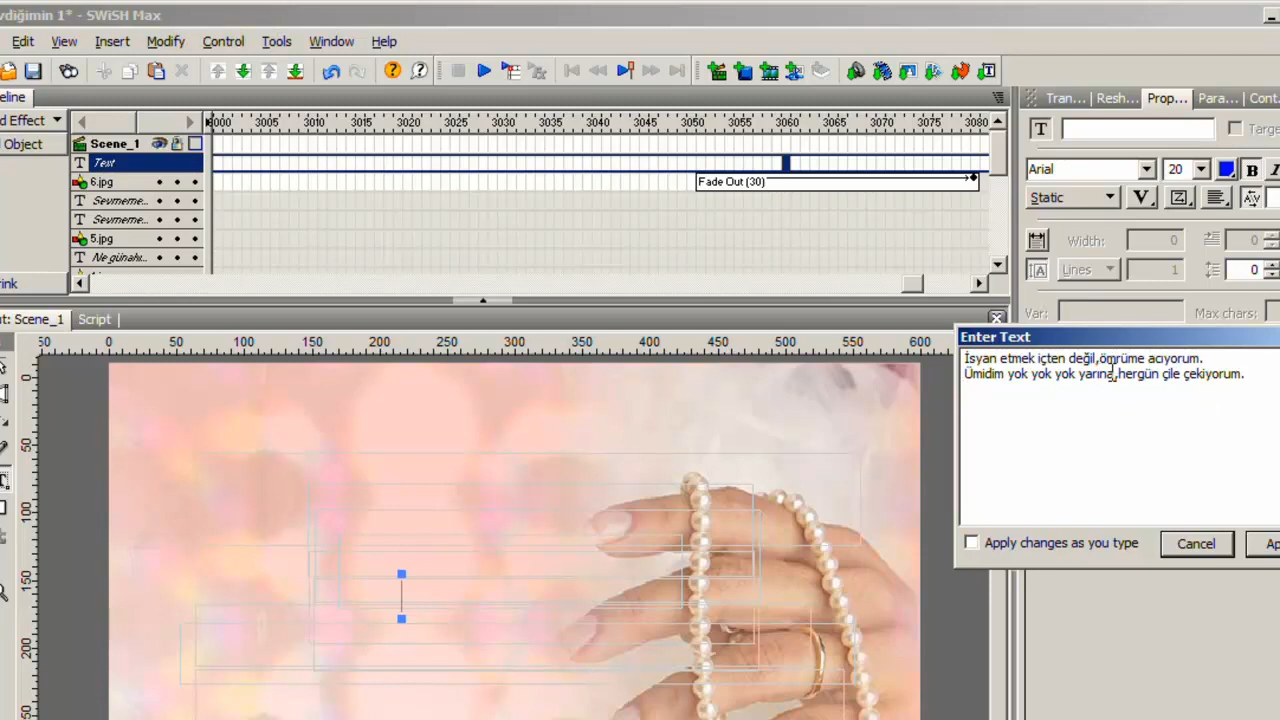 vdiğimin 1* - SWiSH Max
Edit View Insert Modify Control Tools Window Help
eline
d Effect
Object
Scene_1
3000 3005 3010 3015 3020 3025 3030 3035 3040 3045 3050 3055 3060 3065 3070 3075 3080
Text
6.jpg
Fade Out (30)
Sevmeme...
Sevmeme...
5.jpg
Ne günahı...
rink
Tran... Resh... Prop... Para... Cont.
Targe
Arial 20 B I
Static
Width: 0 0
Lines 1 0
Var: Max chars:
ut: Scene_1 Script
50 0 50 100 150 200 250 300 350 400 450 500 550 600
0
50
100
150
200
Enter Text
İsyan etmek içten değil,ömrüme acıyorum.
Ümidim yok yok yok yarına,hergün çile çekiyorum.
Apply changes as you type Cancel Ap